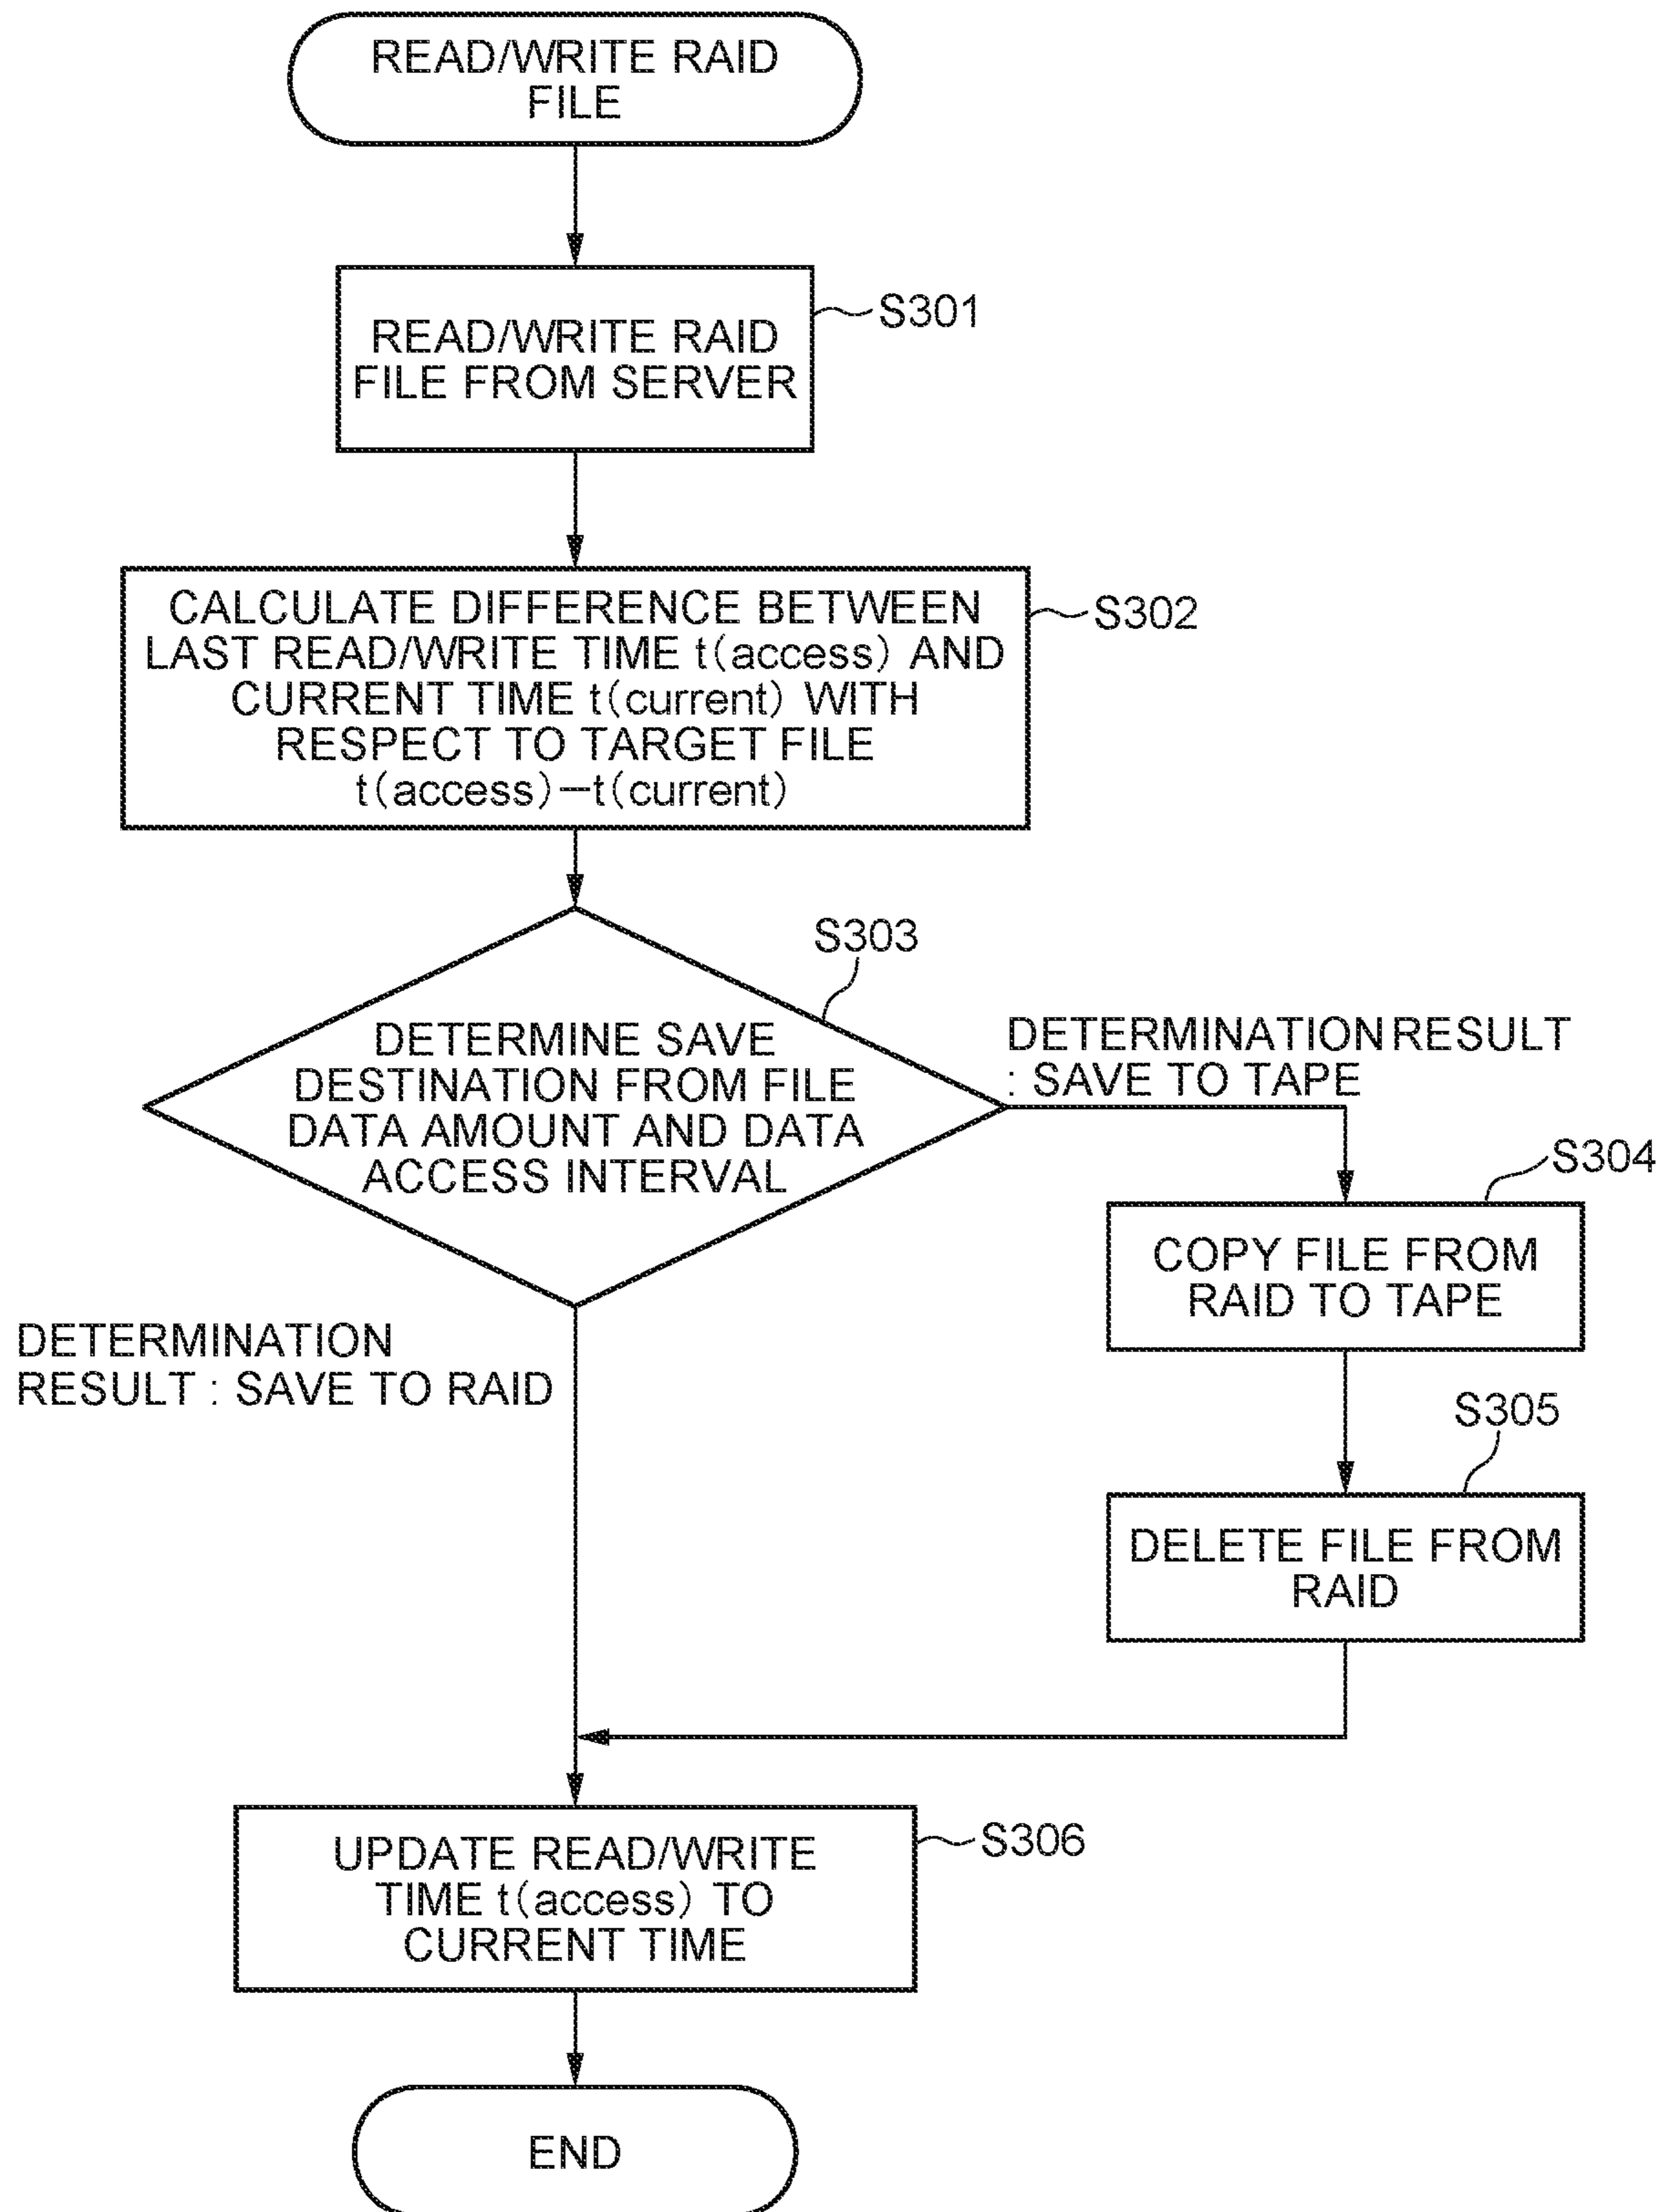 READ/WRITE RAID
FILE
READ/WRITE RAID
FILE FROM SERVER
S301
CALCULATE DIFFERENCE BETWEEN
LAST READ/WRITE TIME t(access) AND
CURRENT TIME t(current) WITH
RESPECT TO TARGET FILE
t(access)−t(current)
S302
DETERMINE SAVE
DESTINATION FROM FILE
DATA AMOUNT AND DATA
ACCESS INTERVAL
S303
DETERMINATION RESULT
: SAVE TO TAPE
COPY FILE FROM
RAID TO TAPE
S304
DETERMINATION
RESULT : SAVE TO RAID
DELETE FILE FROM
RAID
S305
UPDATE READ/WRITE
TIME t(access) TO
CURRENT TIME
S306
END